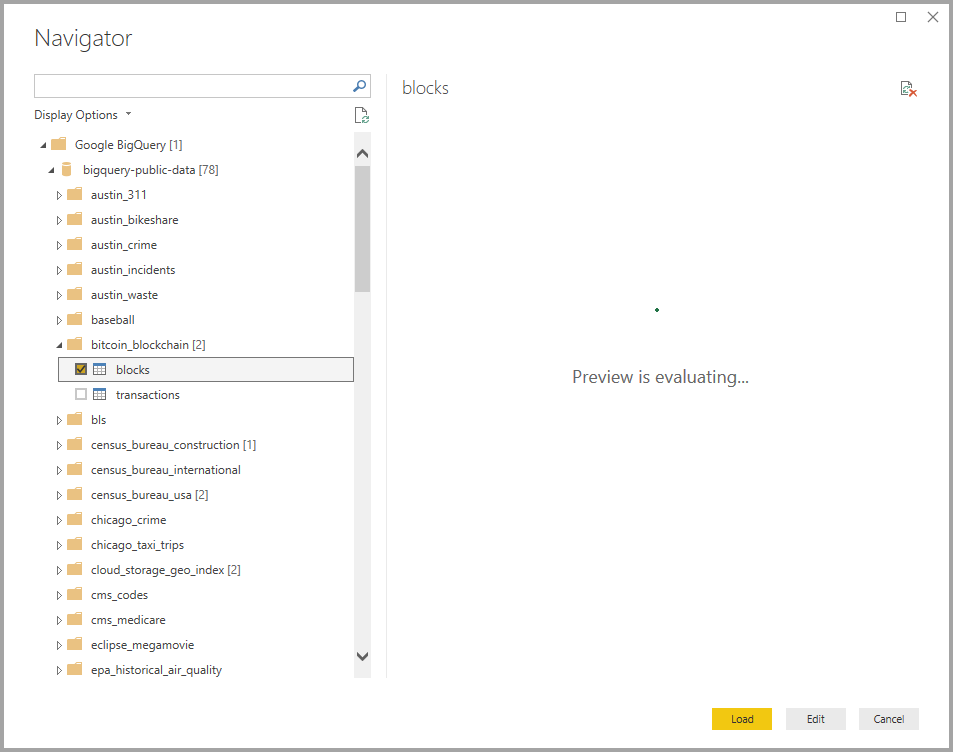 Navigator
Display Options
Google BigQuery [1]
bigquery-public-data [78]
austin_311
austin_bikeshare
austin_crime
austin_incidents
austin_waste
baseball
bitcoin_blockchain [2]
blocks
transactions
bls
census_bureau_construction [1]
census_bureau_international
census_bureau_usa [2]
chicago_crime
chicago_taxi_trips
cloud_storage_geo_index [2]
cms_codes
cms_medicare
eclipse_megamovie
epa_historical_air_quality
blocks
Preview is evaluating...
Load
Edit
Cancel